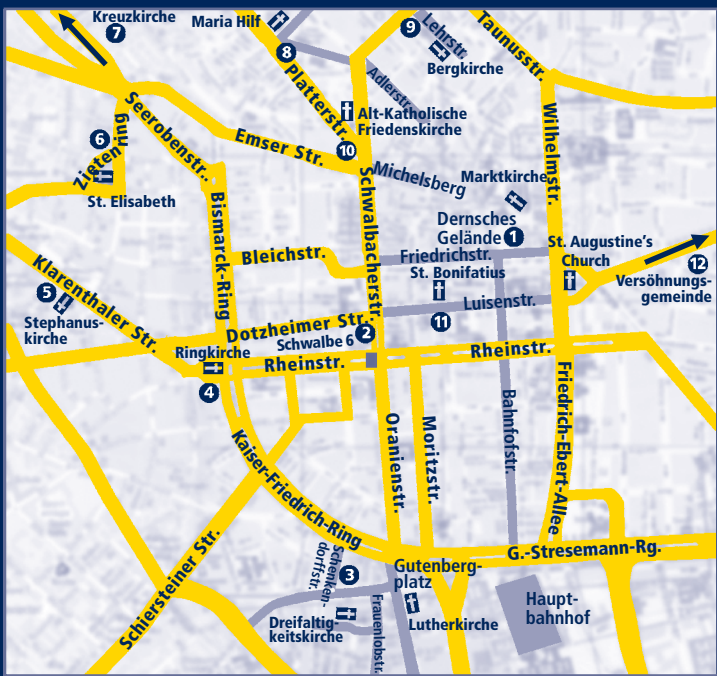 Kreuzkirche
7
Maria Hilf
8
9
Lehrstr.
Bergkirche
Taunusstr.
Adlerstr.
Platterstr.
Alt-Katholische
Friedenskirche
10
Seerobenstr.
Emser Str.
6
Zietenring
St. Elisabeth
Michelsberg
Marktkirche
Wilhelmstr.
Schwalbacherstr.
Bismarck-Ring
Dernsches
Gelände
1
Bleichstr.
Friedrichstr.
St. Bonifatius
St. Augustine's
Church
12
Versöhnungs-
gemeinde
Klarenthaler Str.
5
Stephanus-
kirche
Luisenstr.
11
Dotzheimer Str.
2
Schwalbe 6
Ringkirche
Rheinstr.
Rheinstr.
4
Oranienstr.
Moritzstr.
Bahnfofstr.
Friedrich-Ebert-Allee
Kaiser-Friedrich-Ring
Schiersteiner Str.
G.-Stresemann-Rg.
Schenken-
dorffstr.
3
Gutenberg-
platz
Haupt-
bahnhof
Dreifaltig-
keitskirche
Frauenlobstr.
Lutherkirche